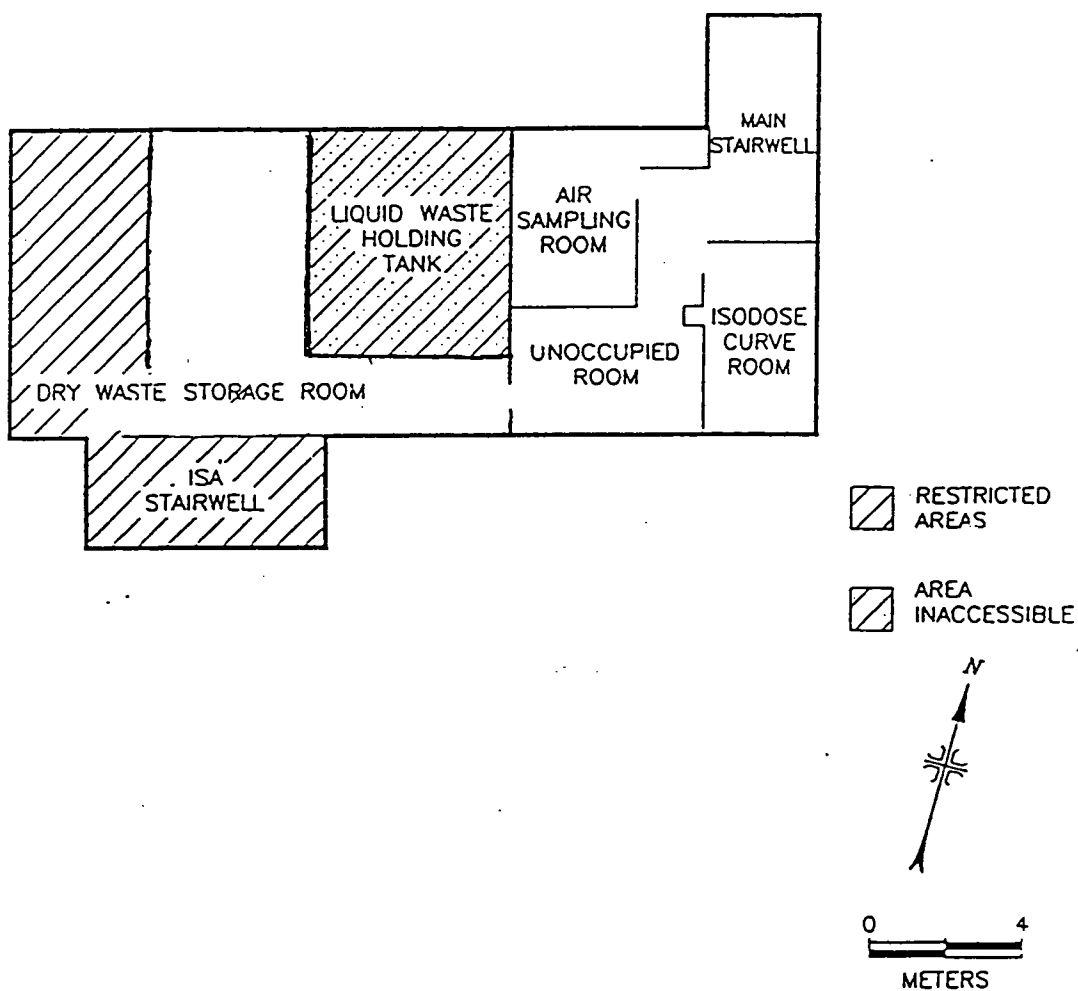 MAIN
STAIRWELL
AIR
SAMPLING
ROOM
LIQUID WASTE
HOLDING
TANK
ISODOSE
CURVE
ROOM
UNOCCUPIED
ROOM
DRY WASTE STORAGE ROOM
ISA
STAIRWELL
RESTRICTED
AREAS
AREA
INACCESSIBLE
N
0 4
METERS